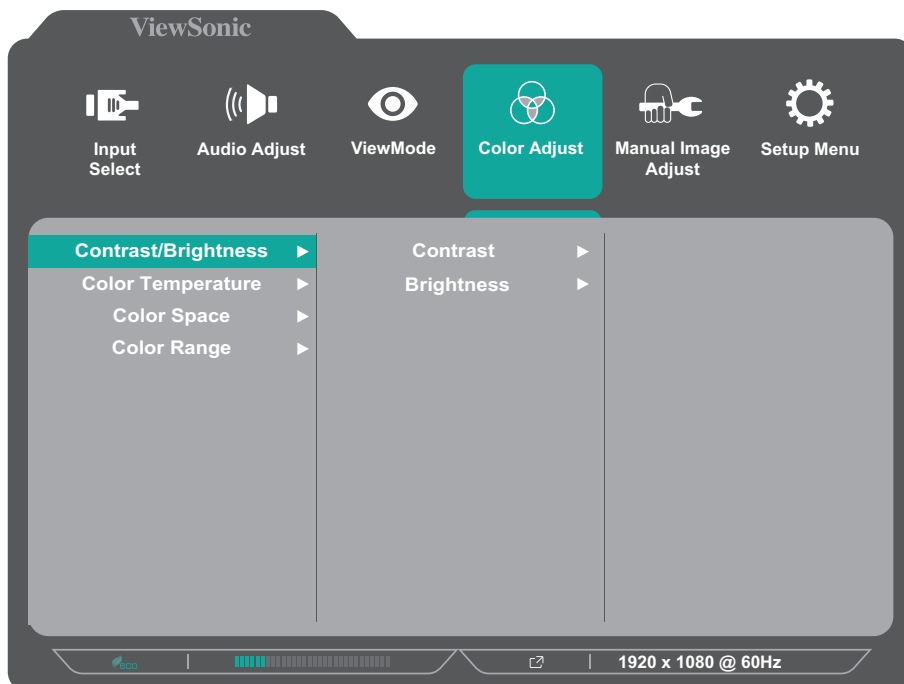 ViewSonic
Input
Select
Audio Adjust
ViewMode
Color Adjust
Manual Image
Adjust
Setup Menu
Contrast/Brightness
Color Temperature
Color Space
Color Range
Contrast
Brightness
eco
1920 x 1080 @ 60Hz